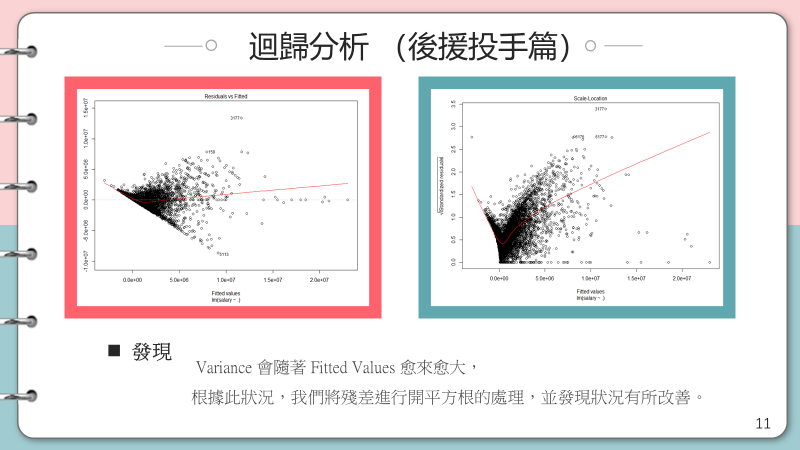 迴歸分析 （後援投手篇）
Residuals vs Fitted
3177
159
5113
-1.0e+07 -5.0e+06 0.0e+00 5.0e+06 1.0e+07 1.5e+07
0.0e+00 5.0e+06 1.0e+07 1.5e+07 2.0e+07
Fitted values
lm(salary ~ .)
Scale-Location
3177
√|Standardized residuals|
0.0 0.5 1.0 1.5 2.0 2.5 3.0 3.5
0.0e+00 5.0e+06 1.0e+07 1.5e+07 2.0e+07
Fitted values
lm(salary ~ .)
■ 發現
Variance 會隨著 Fitted Values 愈來愈大，
根據此狀況，我們將殘差進行開平方根的處理，並發現狀況有所改善。
11